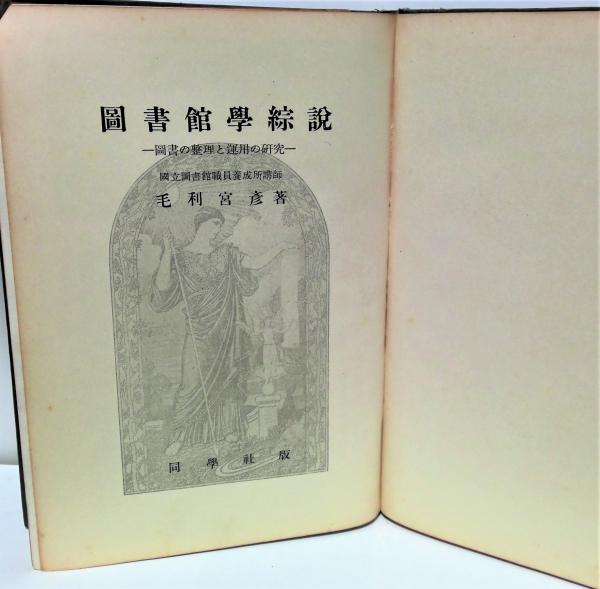 圖書館學綜說
—圖書の整理と運用の研究—
國立圖書館職員養成所講師
毛利宮彥著
同學社版